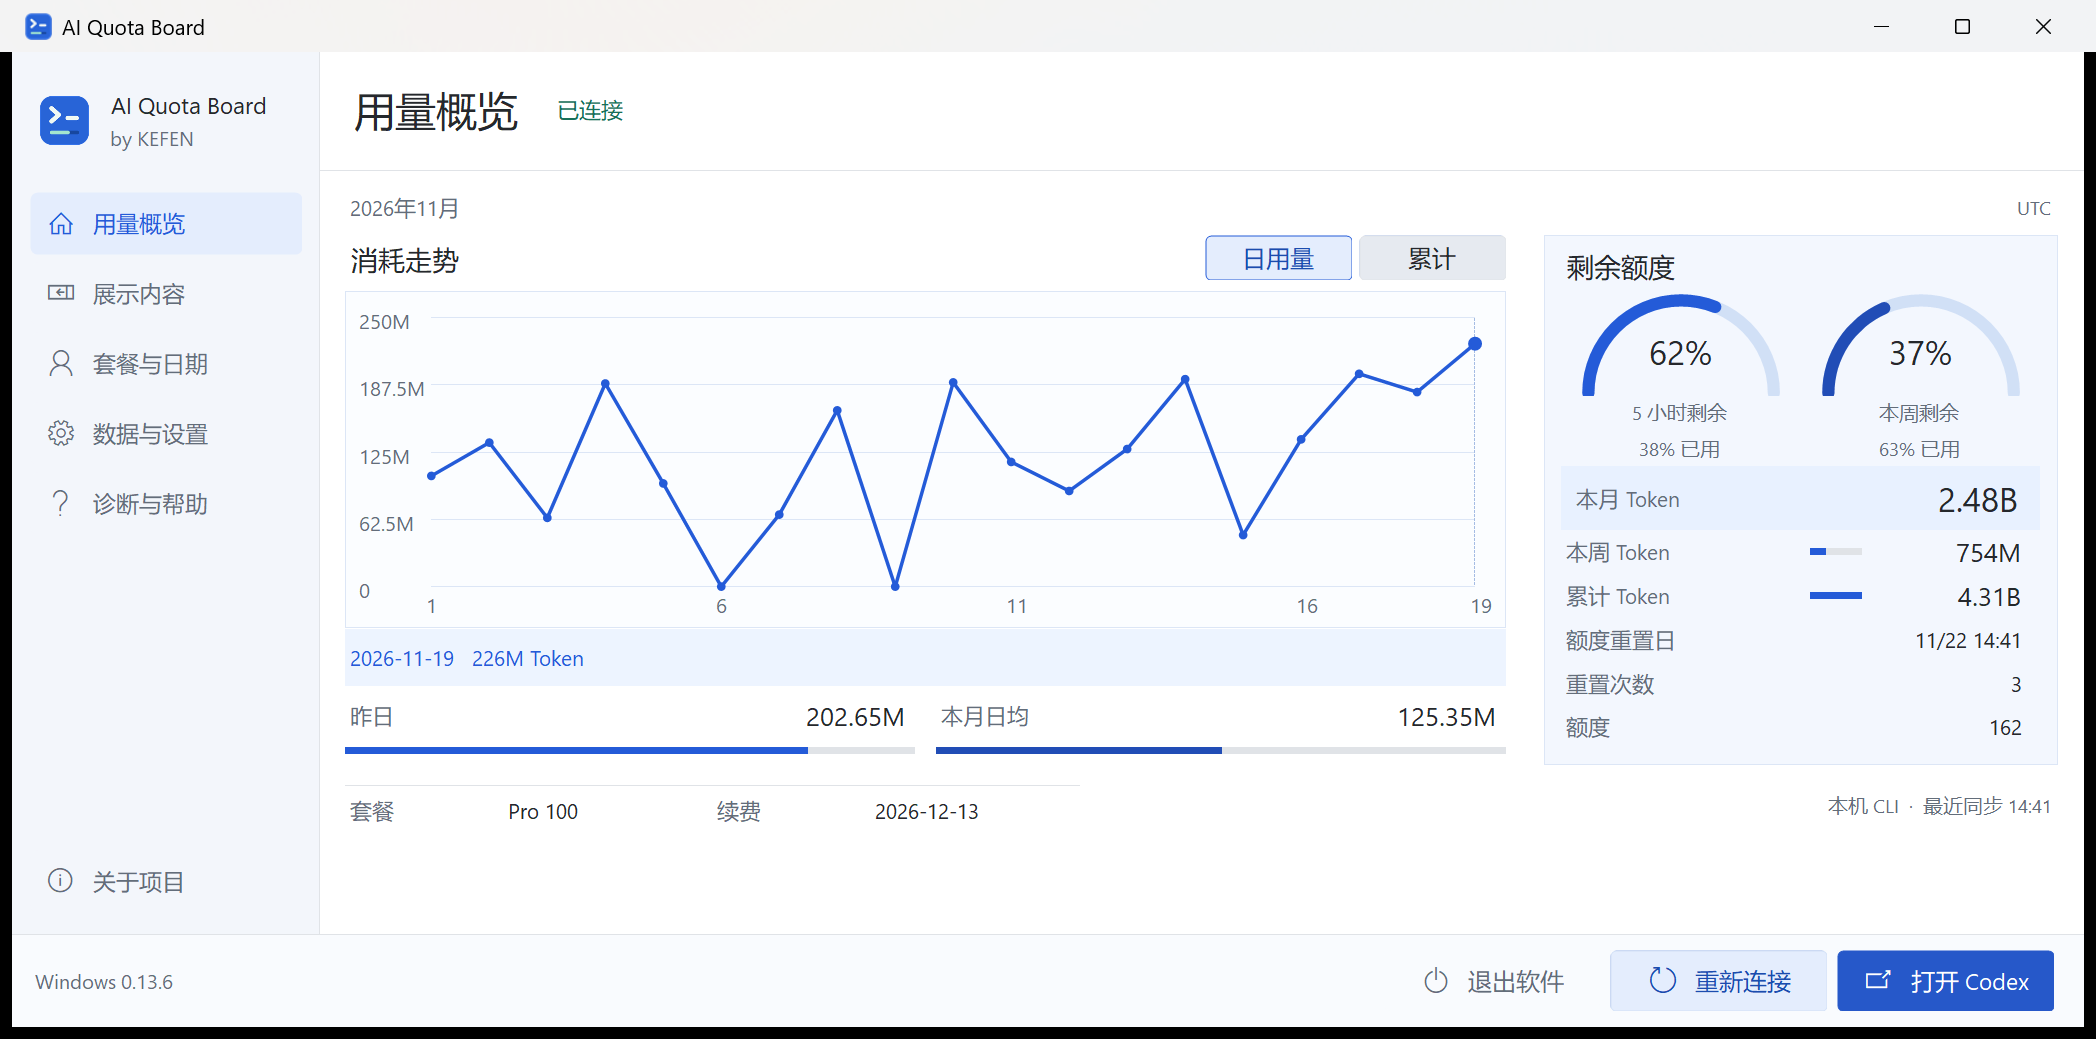 AI Quota Board
AI Quota Board
by KEFEN
用量概览
展示内容
套餐与日期
数据与设置
诊断与帮助
关于项目
用量概览 已连接
2026年11月
UTC
消耗走势
日用量 累计
250M
187.5M
125M
62.5M
0
1 6 11 16 19
2026-11-19 226M Token
昨日 202.65M
本月日均 125.35M
套餐 Pro 100 续费 2026-12-13
剩余额度
62% 37%
5 小时剩余 本周剩余
38% 已用 63% 已用
本月 Token 2.48B
本周 Token 754M
累计 Token 4.31B
额度重置日 11/22 14:41
重置次数 3
额度 162
本机 CLI · 最近同步 14:41
Windows 0.13.6
退出软件 重新连接 打开 Codex